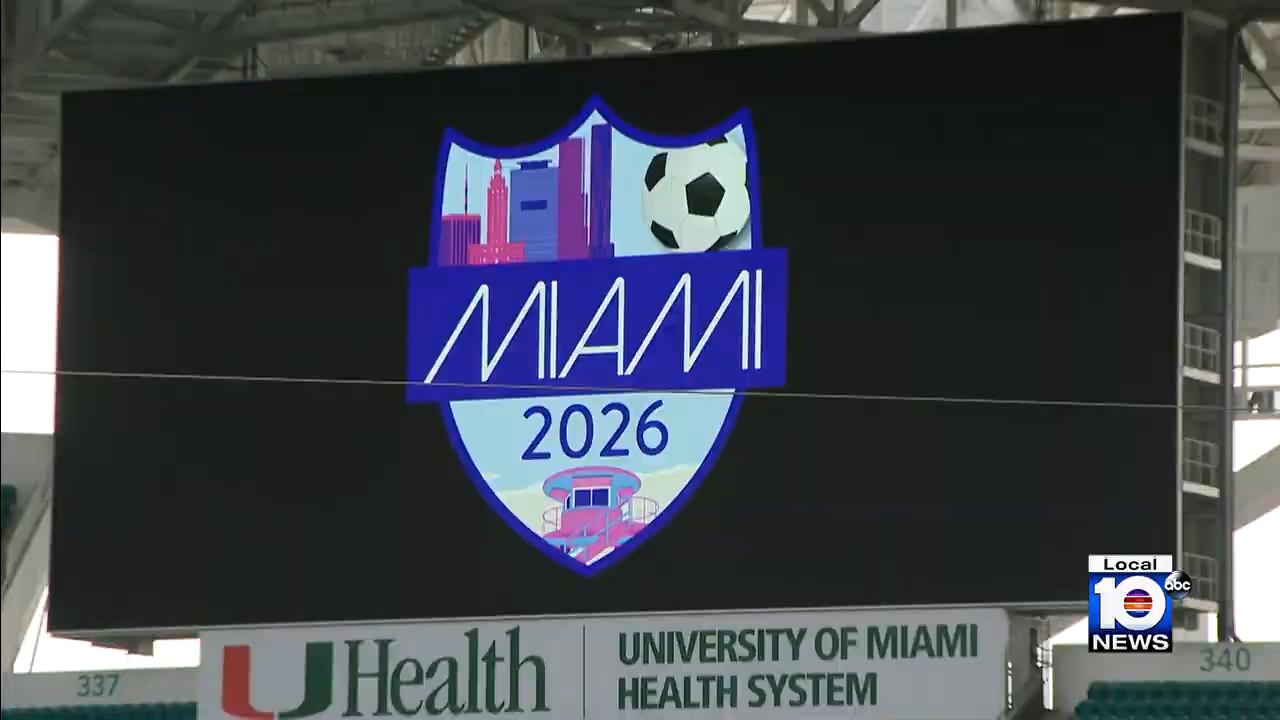 MIAMI
2026
Local
10
abc
NEWS
337
UHealth
UNIVERSITY OF MIAMI
HEALTH SYSTEM
340